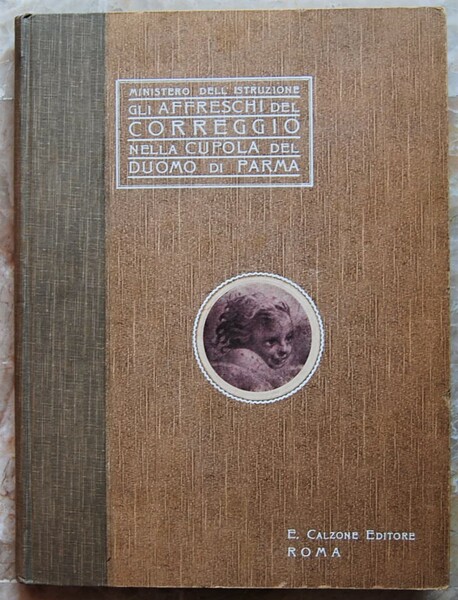 MINISTERO DELL'ISTRUZIONE
GLI AFFRESCHI DEL
CORREGGIO
NELLA CUPOLA DEL
DUOMO DI PARMA
E. CALZONE EDITORE
ROMA